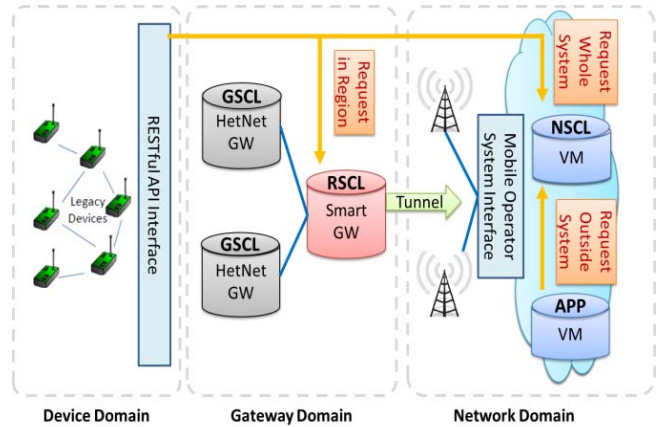 Legacy
Devices
RESTful API Interface
GSCL
HetNet
GW
GSCL
HetNet
GW
Request
in Region
RSCL
Smart
GW
Tunnel
Mobile Operator
System Interface
Request
Whole
System
NSCL
VM
Request
Outside
System
APP
VM
Device Domain
Gateway Domain
Network Domain